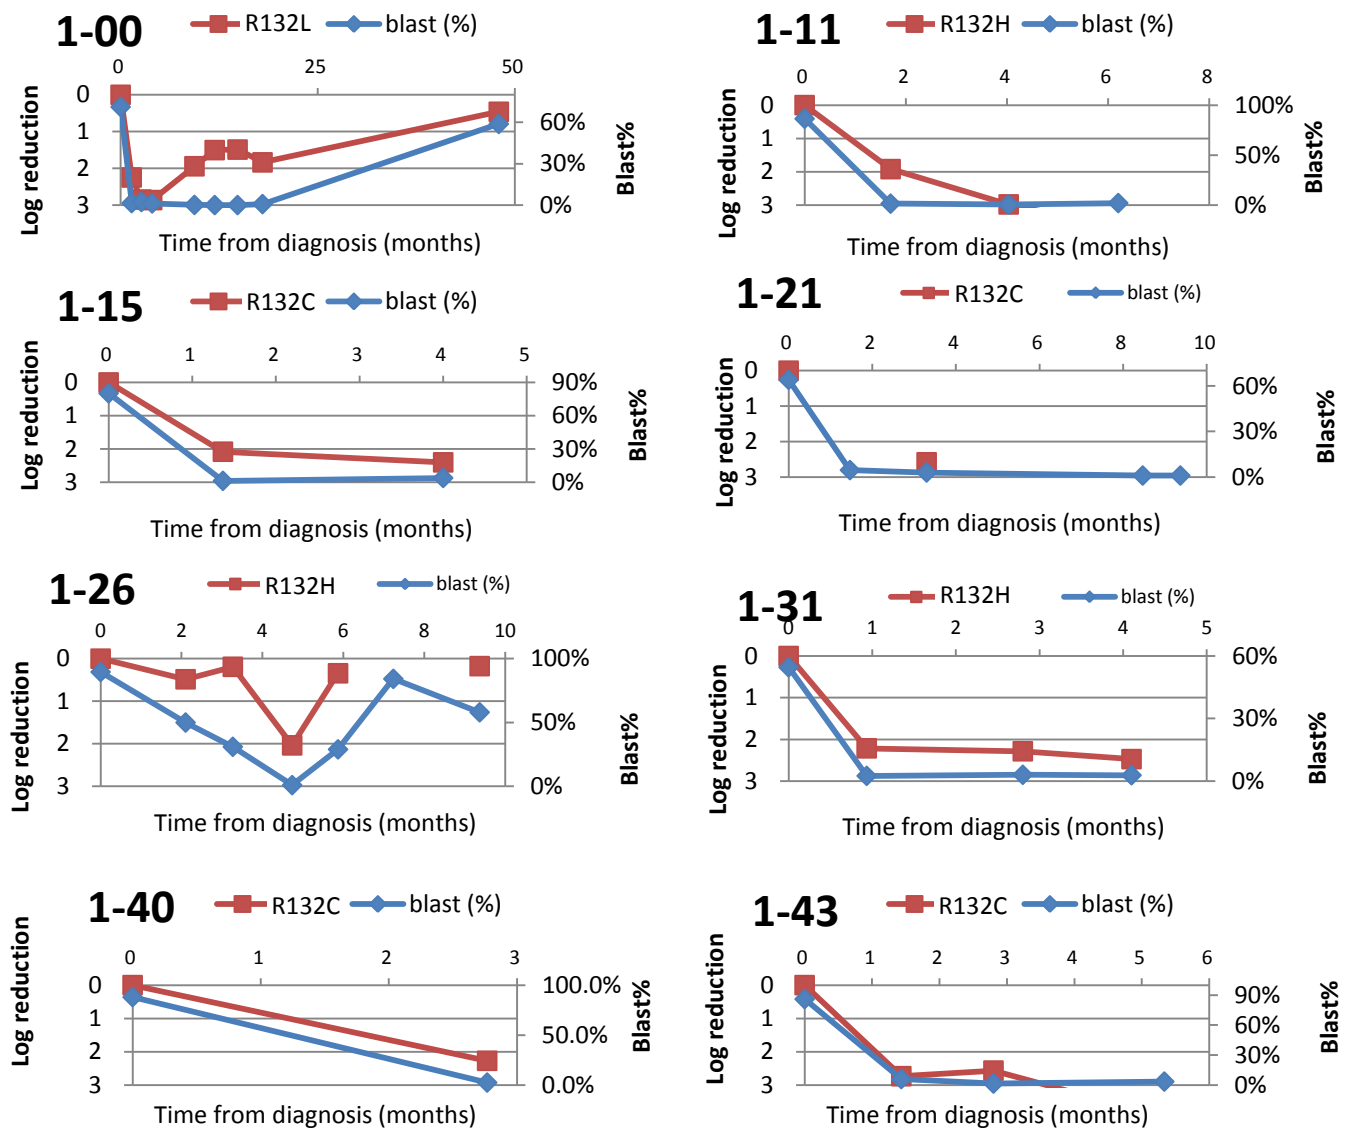 1-00 R132L blast (%)
0 25 50
Log reduction
0
1
2
3
60%
30%
0%
Blast%
Time from diagnosis (months)
1-11 R132H blast (%)
0 2 4 6 8
Log reduction
0
1
2
3
100%
50%
0%
Blast%
Time from diagnosis (months)
1-15 R132C blast (%)
0 1 2 3 4 5
Log reduction
0
1
2
3
90%
60%
30%
0%
Blast%
Time from diagnosis (months)
1-21 R132C blast (%)
0 2 4 6 8 10
Log reduction
0
1
2
3
60%
30%
0%
Blast%
Time from diagnosis (months)
1-26 R132H blast (%)
0 2 4 6 8 10
Log reduction
0
1
2
3
100%
50%
0%
Blast%
Time from diagnosis (months)
1-31 R132H blast (%)
0 1 2 3 4 5
Log reduction
0
1
2
3
60%
30%
0%
Blast%
Time from diagnosis (months)
1-40 R132C blast (%)
0 1 2 3
Log reduction
0
1
2
3
100.0%
50.0%
0.0%
Blast%
Time from diagnosis (months)
1-43 R132C blast (%)
0 1 2 3 4 5 6
Log reduction
0
1
2
3
90%
60%
30%
0%
Blast%
Time from diagnosis (months)